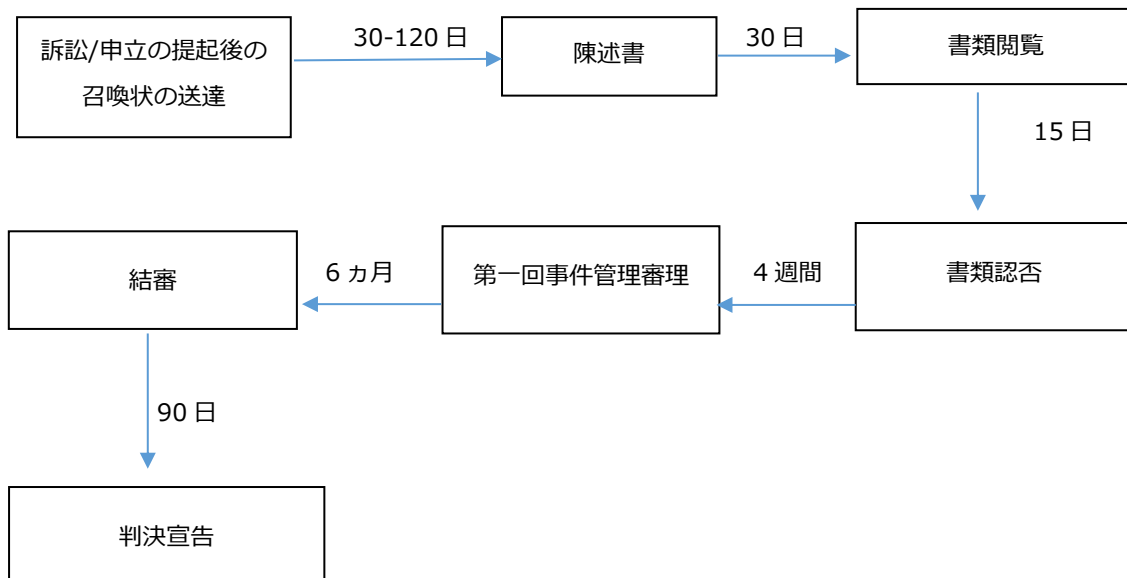 訴訟/申立の提起後の
召喚状の送達
30-120 日
陳述書
30 日
書類閲覧
15 日
書類認否
4 週間
第一回事件管理審理
6 ヵ月
結審
90 日
判決宣告